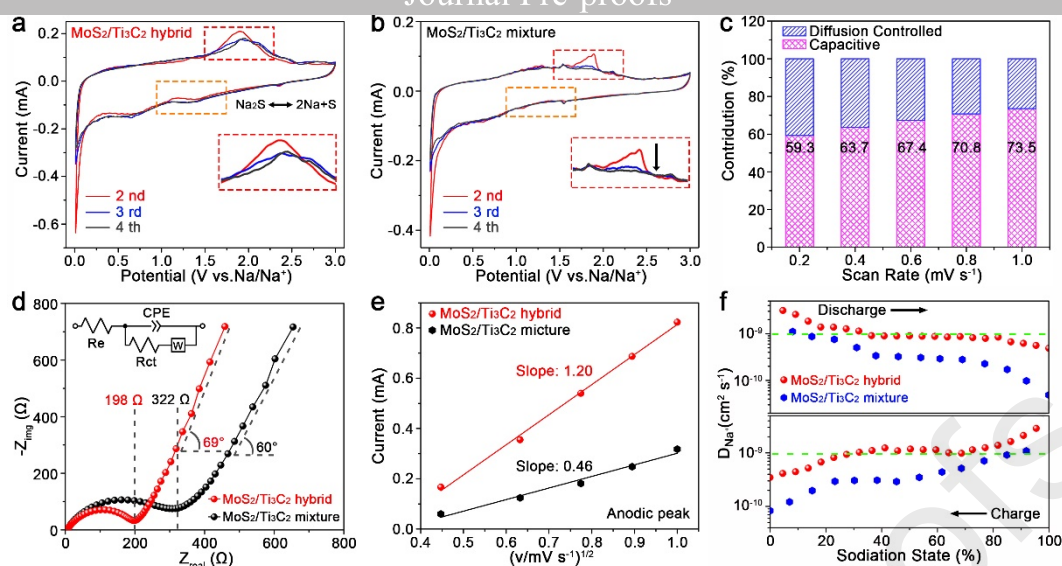 Journal Pre-proofs
a
MoS2/Ti3C2 hybrid
Na2S ↔ 2Na+S
2 nd
3 rd
4 th
Current (mA)
0.2
0.0
-0.2
-0.4
-0.6
0.0 0.5 1.0 1.5 2.0 2.5 3.0
Potential (V vs.Na/Na+)
b
MoS2/Ti3C2 mixture
2 nd
3 rd
4 th
Current (mA)
0.2
0.0
-0.2
-0.4
0.0 0.5 1.0 1.5 2.0 2.5 3.0
Potential (V vs.Na/Na+)
c
Diffusion Controlled
Capacitive
Contridution (%)
120
100
80
60
40
20
0
59.3 63.7 67.4 70.8 73.5
0.2 0.4 0.6 0.8 1.0
Scan Rate (mV s-1)
d
CPE
Re
Rct
W
198 Ω
322 Ω
69°
60°
MoS2/Ti3C2 hybrid
MoS2/Ti3C2 mixture
-Zimg (Ω)
800
600
400
200
0
0 200 400 600 800
Zreal (Ω)
e
MoS2/Ti3C2 hybrid
MoS2/Ti3C2 micture
Slope: 1.20
Slope: 0.46
Anodic peak
Current (mA)
0.8
0.6
0.4
0.2
0.0
0.4 0.5 0.6 0.7 0.8 0.9 1.0
(v/mV s-1)1/2
f
Discharge
10-9
10-10
MoS2/Ti3C2 hybrid
MoS2/Ti3C2 mixture
DNa+(cm2 s-1)
10-9
10-10
Charge
0 20 40 60 80 100
Sodiation State (%)